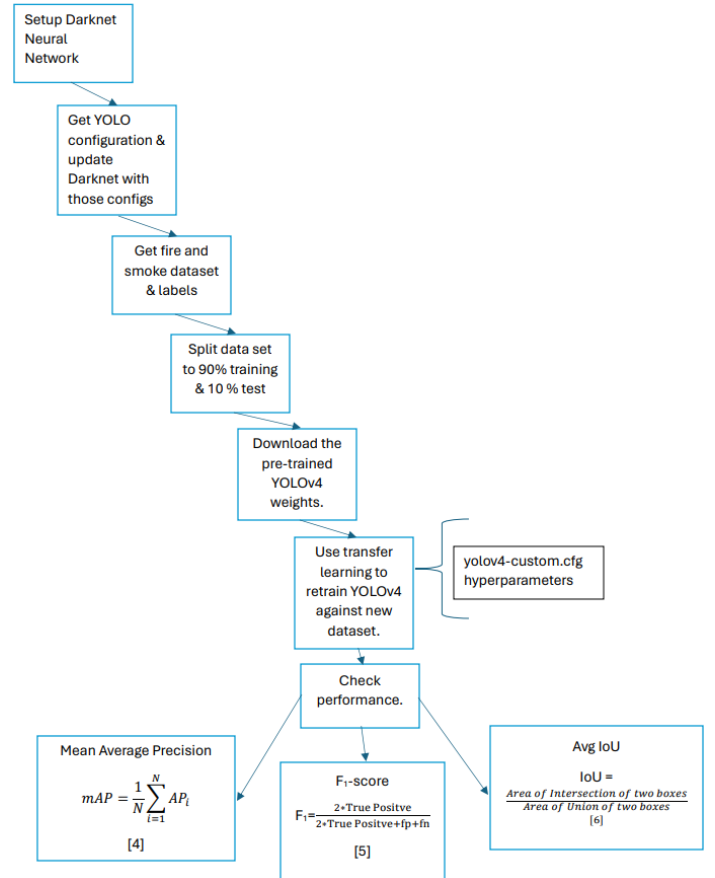 Setup Darknet
Neural
Network
Get YOLO
configuration &
update
Darknet with
those configs
Get fire and
smoke dataset
& labels
Split data set
to 90% training
& 10 % test
Download the
pre-trained
YOLOv4
weights.
Use transfer
learning to
retrain YOLOv4
against new
dataset.
yolov4-custom.cfg
hyperparameters
Check
performance.
Mean Average Precision
mAP = \frac{1}{N} \sum_{i=1}^{N} AP_i
[4]
F₁-score
F₁= \frac{2*True Positve}{2*True Positve+fp+fn}
[5]
Avg IoU
IoU =
\frac{Area of Intersection of two boxes}{Area of Union of two boxes}
[6]